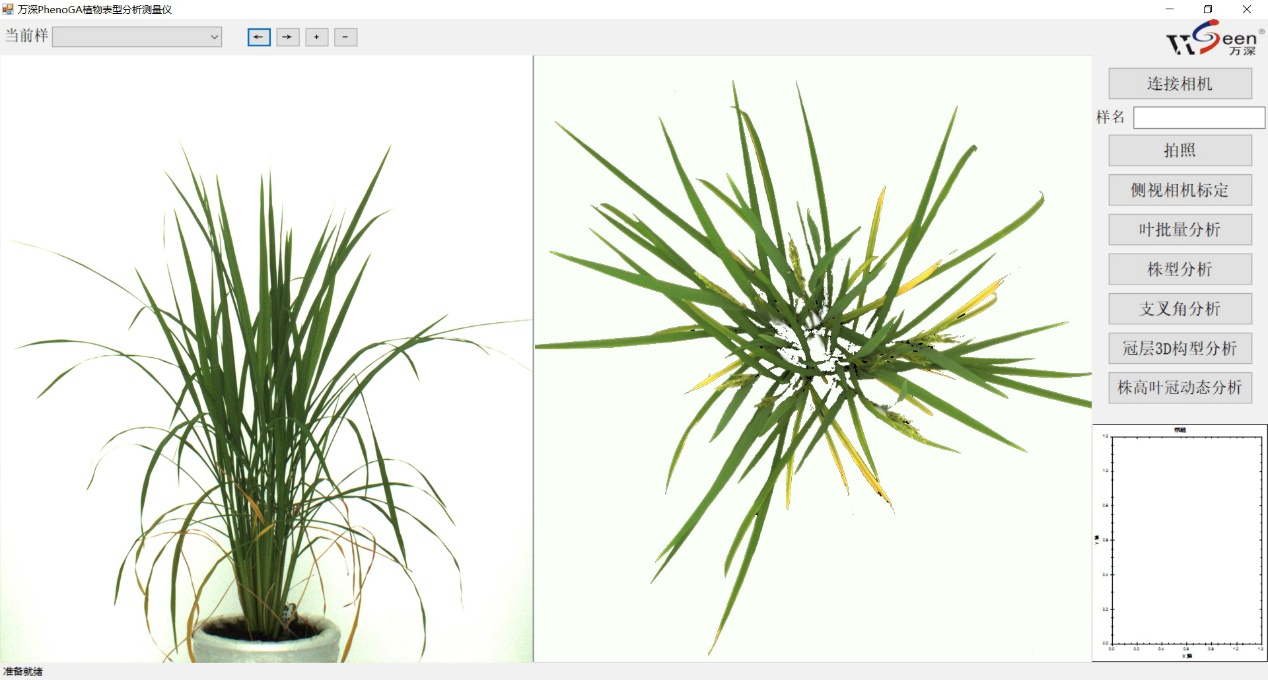 万深PhenoGA植物表型分析测量仪
当前样
← → + -
WSeen®
万深
连接相机
样名
拍照
侧视相机标定
叶批量分析
株型分析
支叉角分析
冠层3D构型分析
株高叶冠动态分析
标题
准备就绪